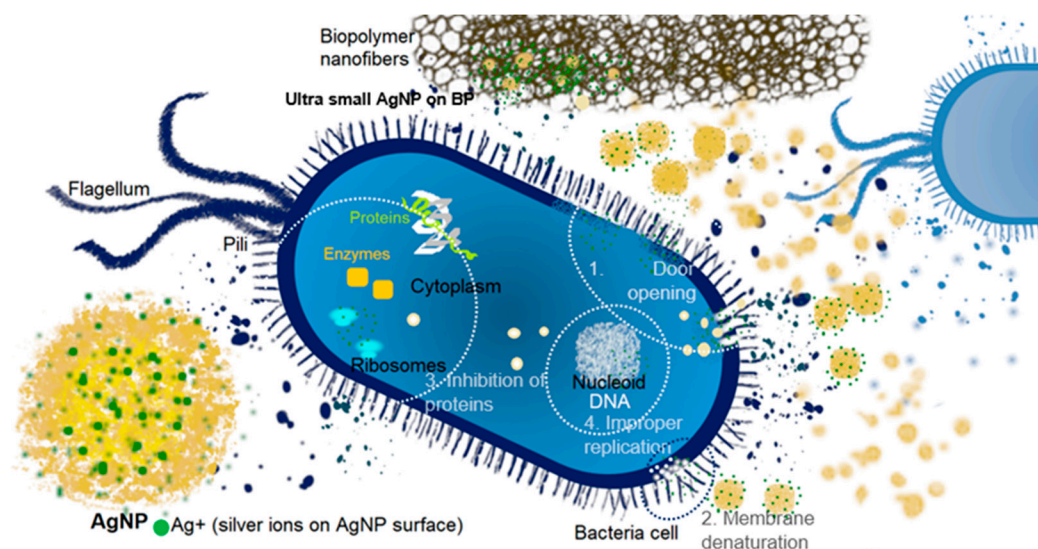 Biopolymer
nanofibers
Ultra small AgNP on BP
Flagellum
Pili
Proteins
Enzymes
Cytoplasm
Ribosomes
1. Door
opening
3. Inhibition of
proteins
Nucleoid
DNA
4. Improper
replication
AgNP
Ag+ (silver ions on AgNP surface)
Bacteria cell
2. Membrane
denaturation